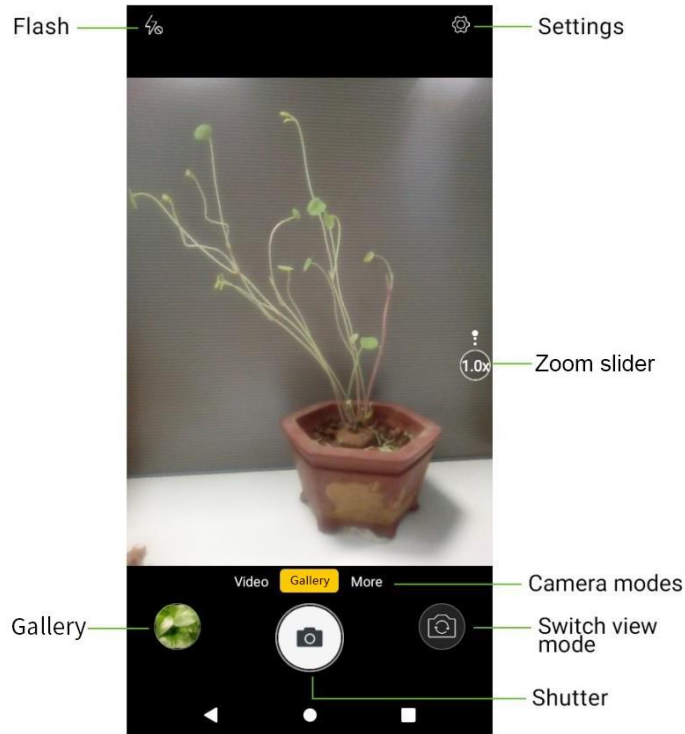 Flash
Settings
1.0x
Zoom slider
Video Gallery More
Camera modes
Gallery
Switch view
mode
Shutter